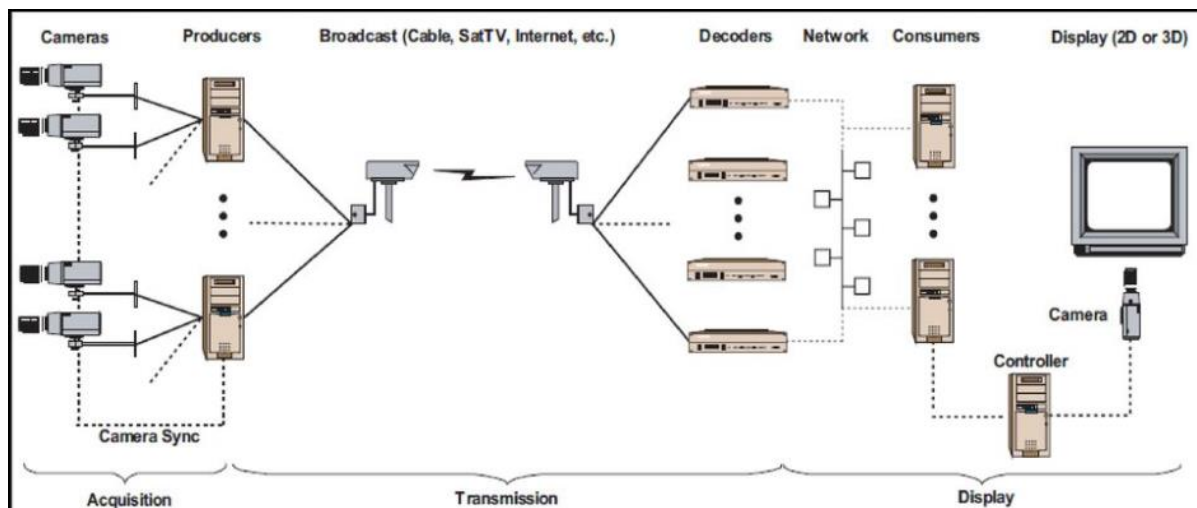 Cameras Producers Broadcast (Cable, SatTV, Internet, etc.) Decoders Network Consumers Display (2D or 3D)
Camera
Controller
Camera Sync
Acquisition Transmission Display